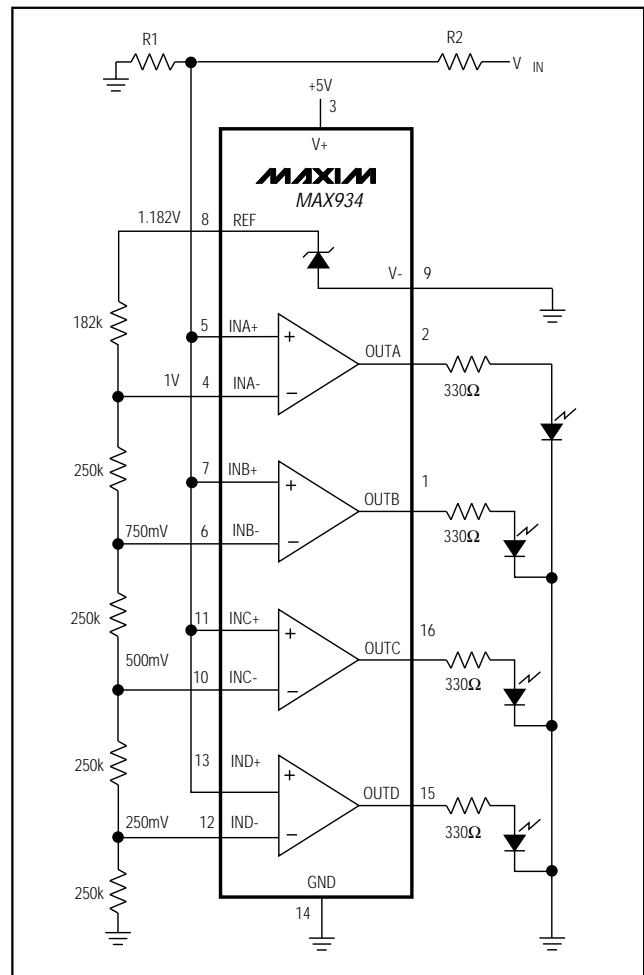 R1
R2
V IN
+5V
3
V+
MAXIM
MAX934
1.182V
8
REF
V-
9
182k
5
INA+
+
OUTA
2
1V
4
INA-
−
330Ω
250k
7
INB+
+
OUTB
1
750mV
6
INB-
−
330Ω
250k
11
INC+
+
OUTC
16
500mV
10
INC-
−
330Ω
250k
13
IND+
+
OUTD
15
250mV
12
IND-
−
330Ω
250k
GND
14